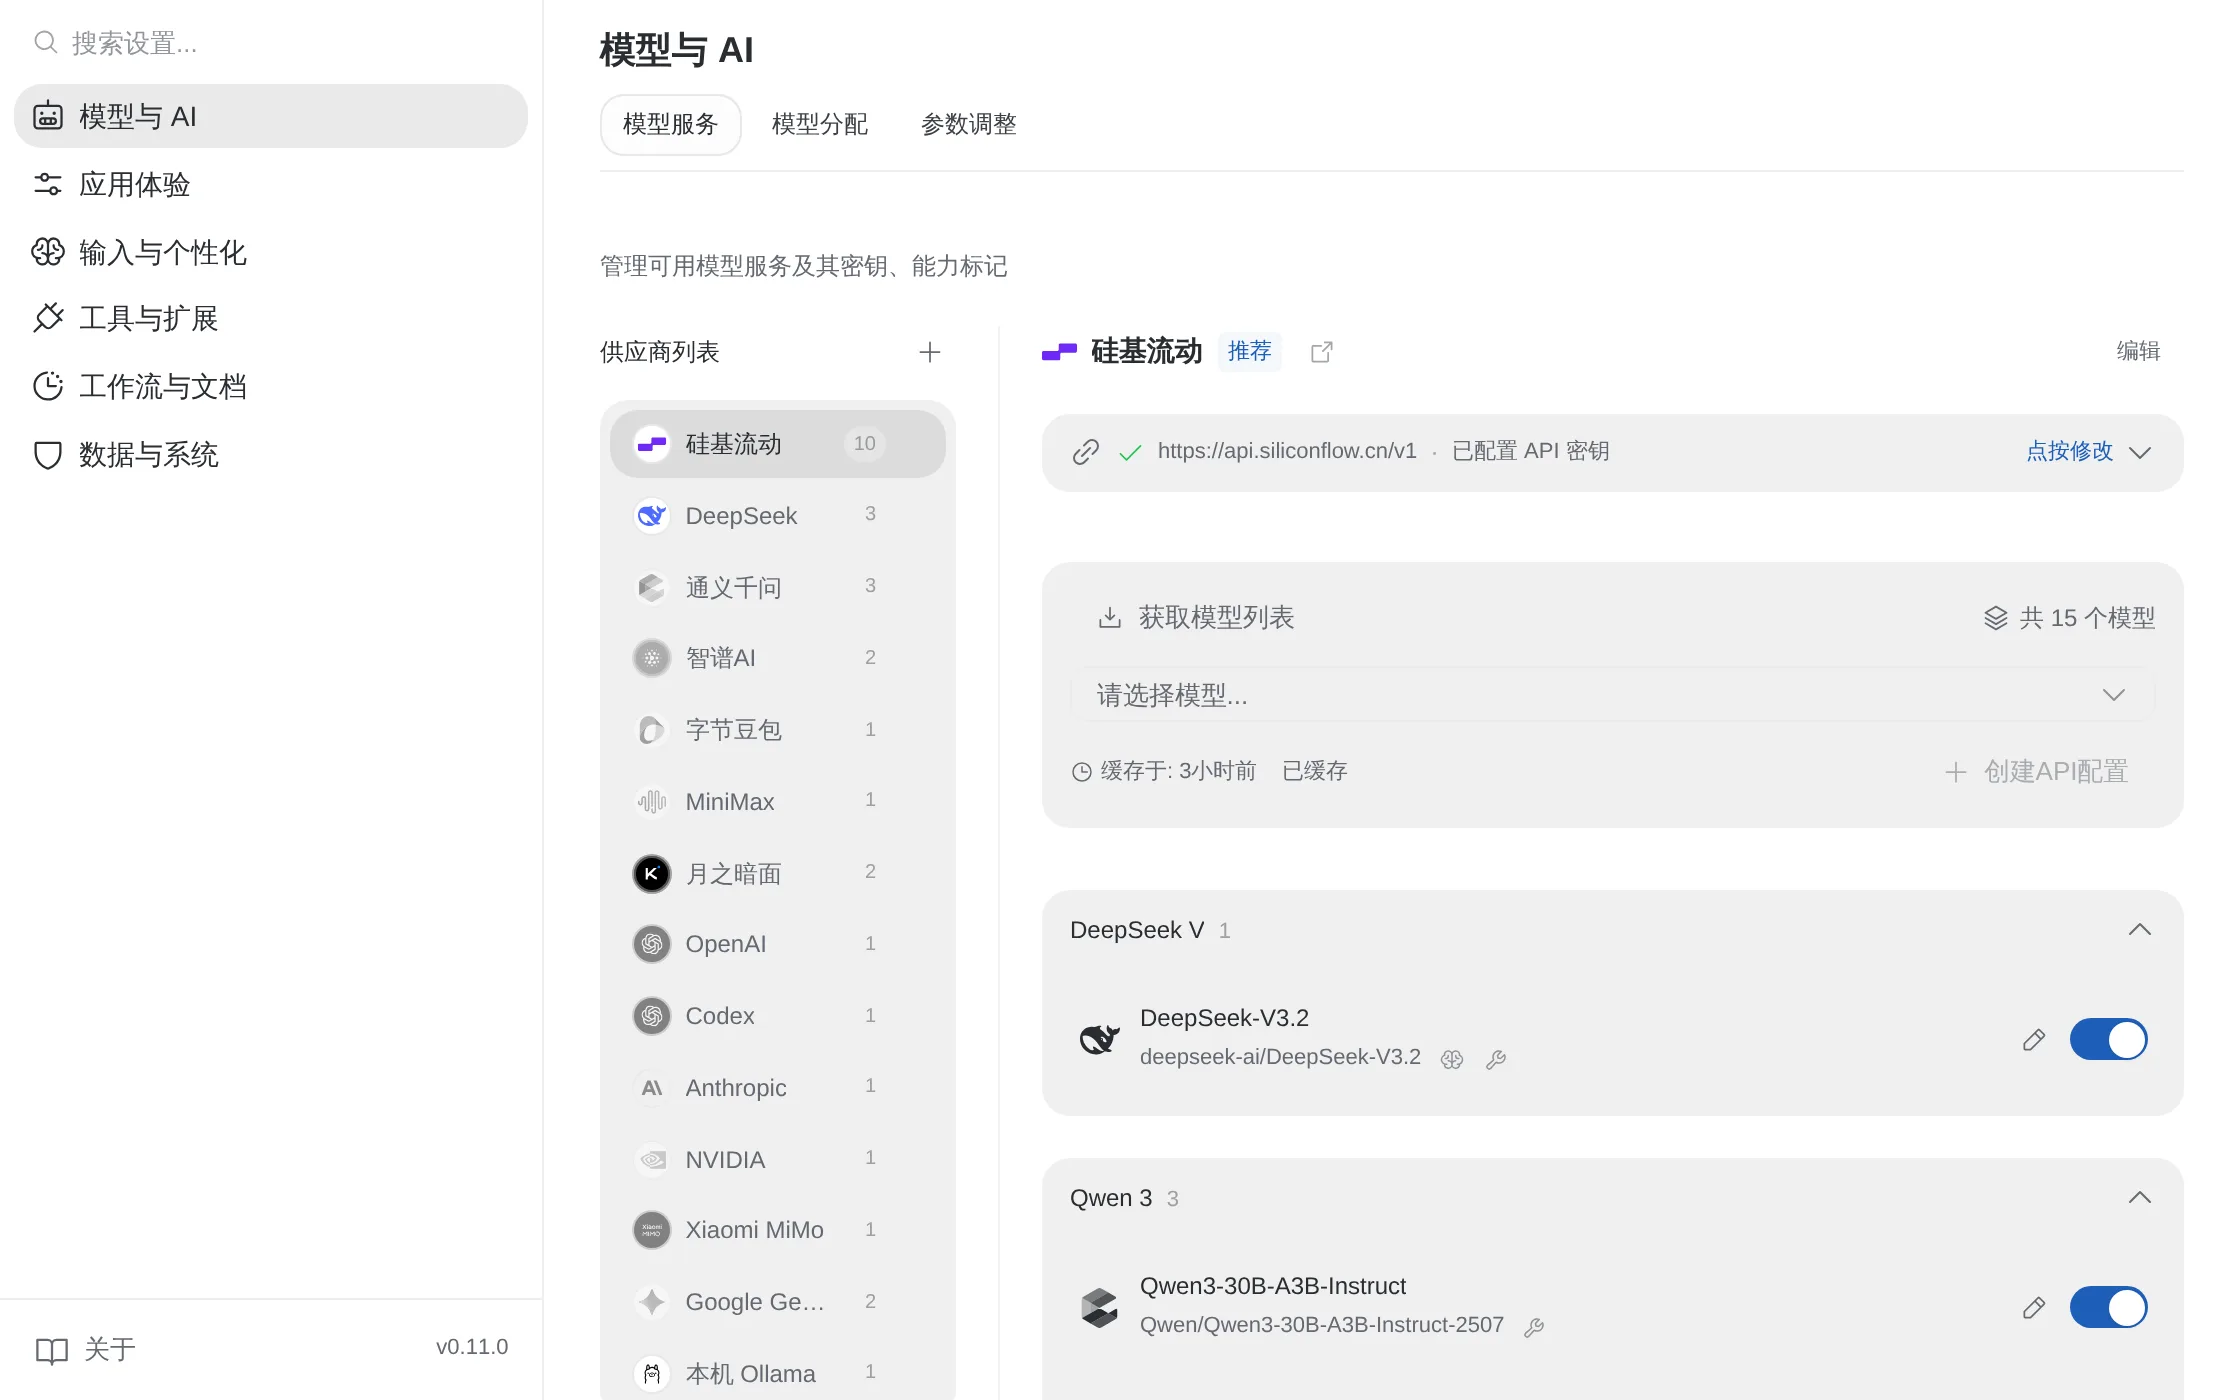 搜索设置...
模型与 AI
应用体验
输入与个性化
工具与扩展
工作流与文档
数据与系统
关于
v0.11.0
模型与 AI
模型服务
模型分配
参数调整
管理可用模型服务及其密钥、能力标记
供应商列表
硅基流动 10
DeepSeek 3
通义千问 3
智谱AI 2
字节豆包 1
MiniMax 1
月之暗面 2
OpenAI 1
Codex 1
Anthropic 1
NVIDIA 1
Xiaomi MiMo 1
Google Ge... 2
本机 Ollama 1
硅基流动 推荐
编辑
https://api.siliconflow.cn/v1 · 已配置 API 密钥
点按修改
获取模型列表
共 15 个模型
请选择模型...
缓存于: 3小时前 已缓存
创建API配置
DeepSeek V 1
DeepSeek-V3.2
deepseek-ai/DeepSeek-V3.2
Qwen 3 3
Qwen3-30B-A3B-Instruct
Qwen/Qwen3-30B-A3B-Instruct-2507